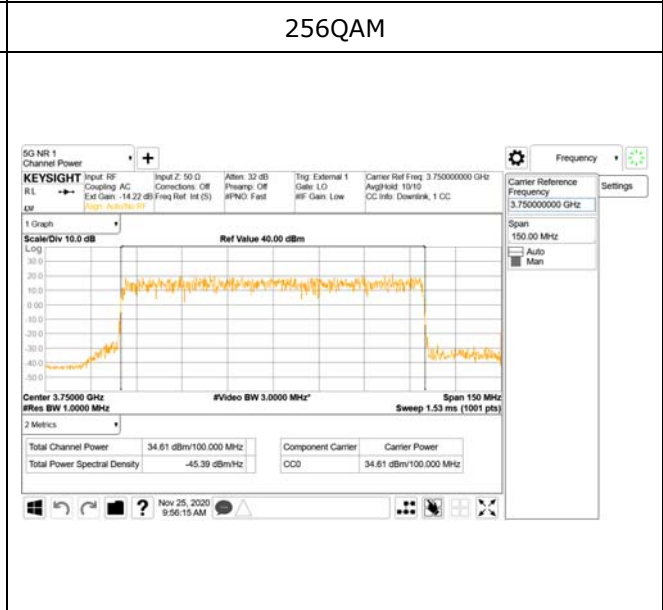 256QAM
5G NR 1
Channel Power
Frequency
KEYSIGHT
RL
Input: RF
Coupling: AC
Ext Gain: -14.22 dB
Align: Auto/No RF
Input Z: 50 Ω
Corrections: Off
Freq Ref: Int (S)
Atten: 32 dB
Preamp: Off
#PNO: Fast
Trig: External 1
Gate: LO
#IF Gain: Low
Carrier Ref Freq: 3.750000000 GHz
Avg|Hold: 10/10
CC Info: Downlink, 1 CC
Carrier Reference
Frequency
3.750000000 GHz
Settings
Span
150.00 MHz
Auto
Man
1 Graph
Scale/Div 10.0 dB
Ref Value 40.00 dBm
Log
30.0
20.0
10.0
0.00
-10.0
-20.0
-30.0
-40.0
-50.0
Center 3.75000 GHz
#Video BW 3.0000 MHz*
Span 150 MHz
#Res BW 1.0000 MHz
Sweep 1.53 ms (1001 pts)
2 Metrics
Total Channel Power 34.61 dBm/100.000 MHz
Total Power Spectral Density -45.39 dBm/Hz
Component Carrier Carrier Power
CC0 34.61 dBm/100.000 MHz
?
Nov 25, 2020
9:56:15 AM